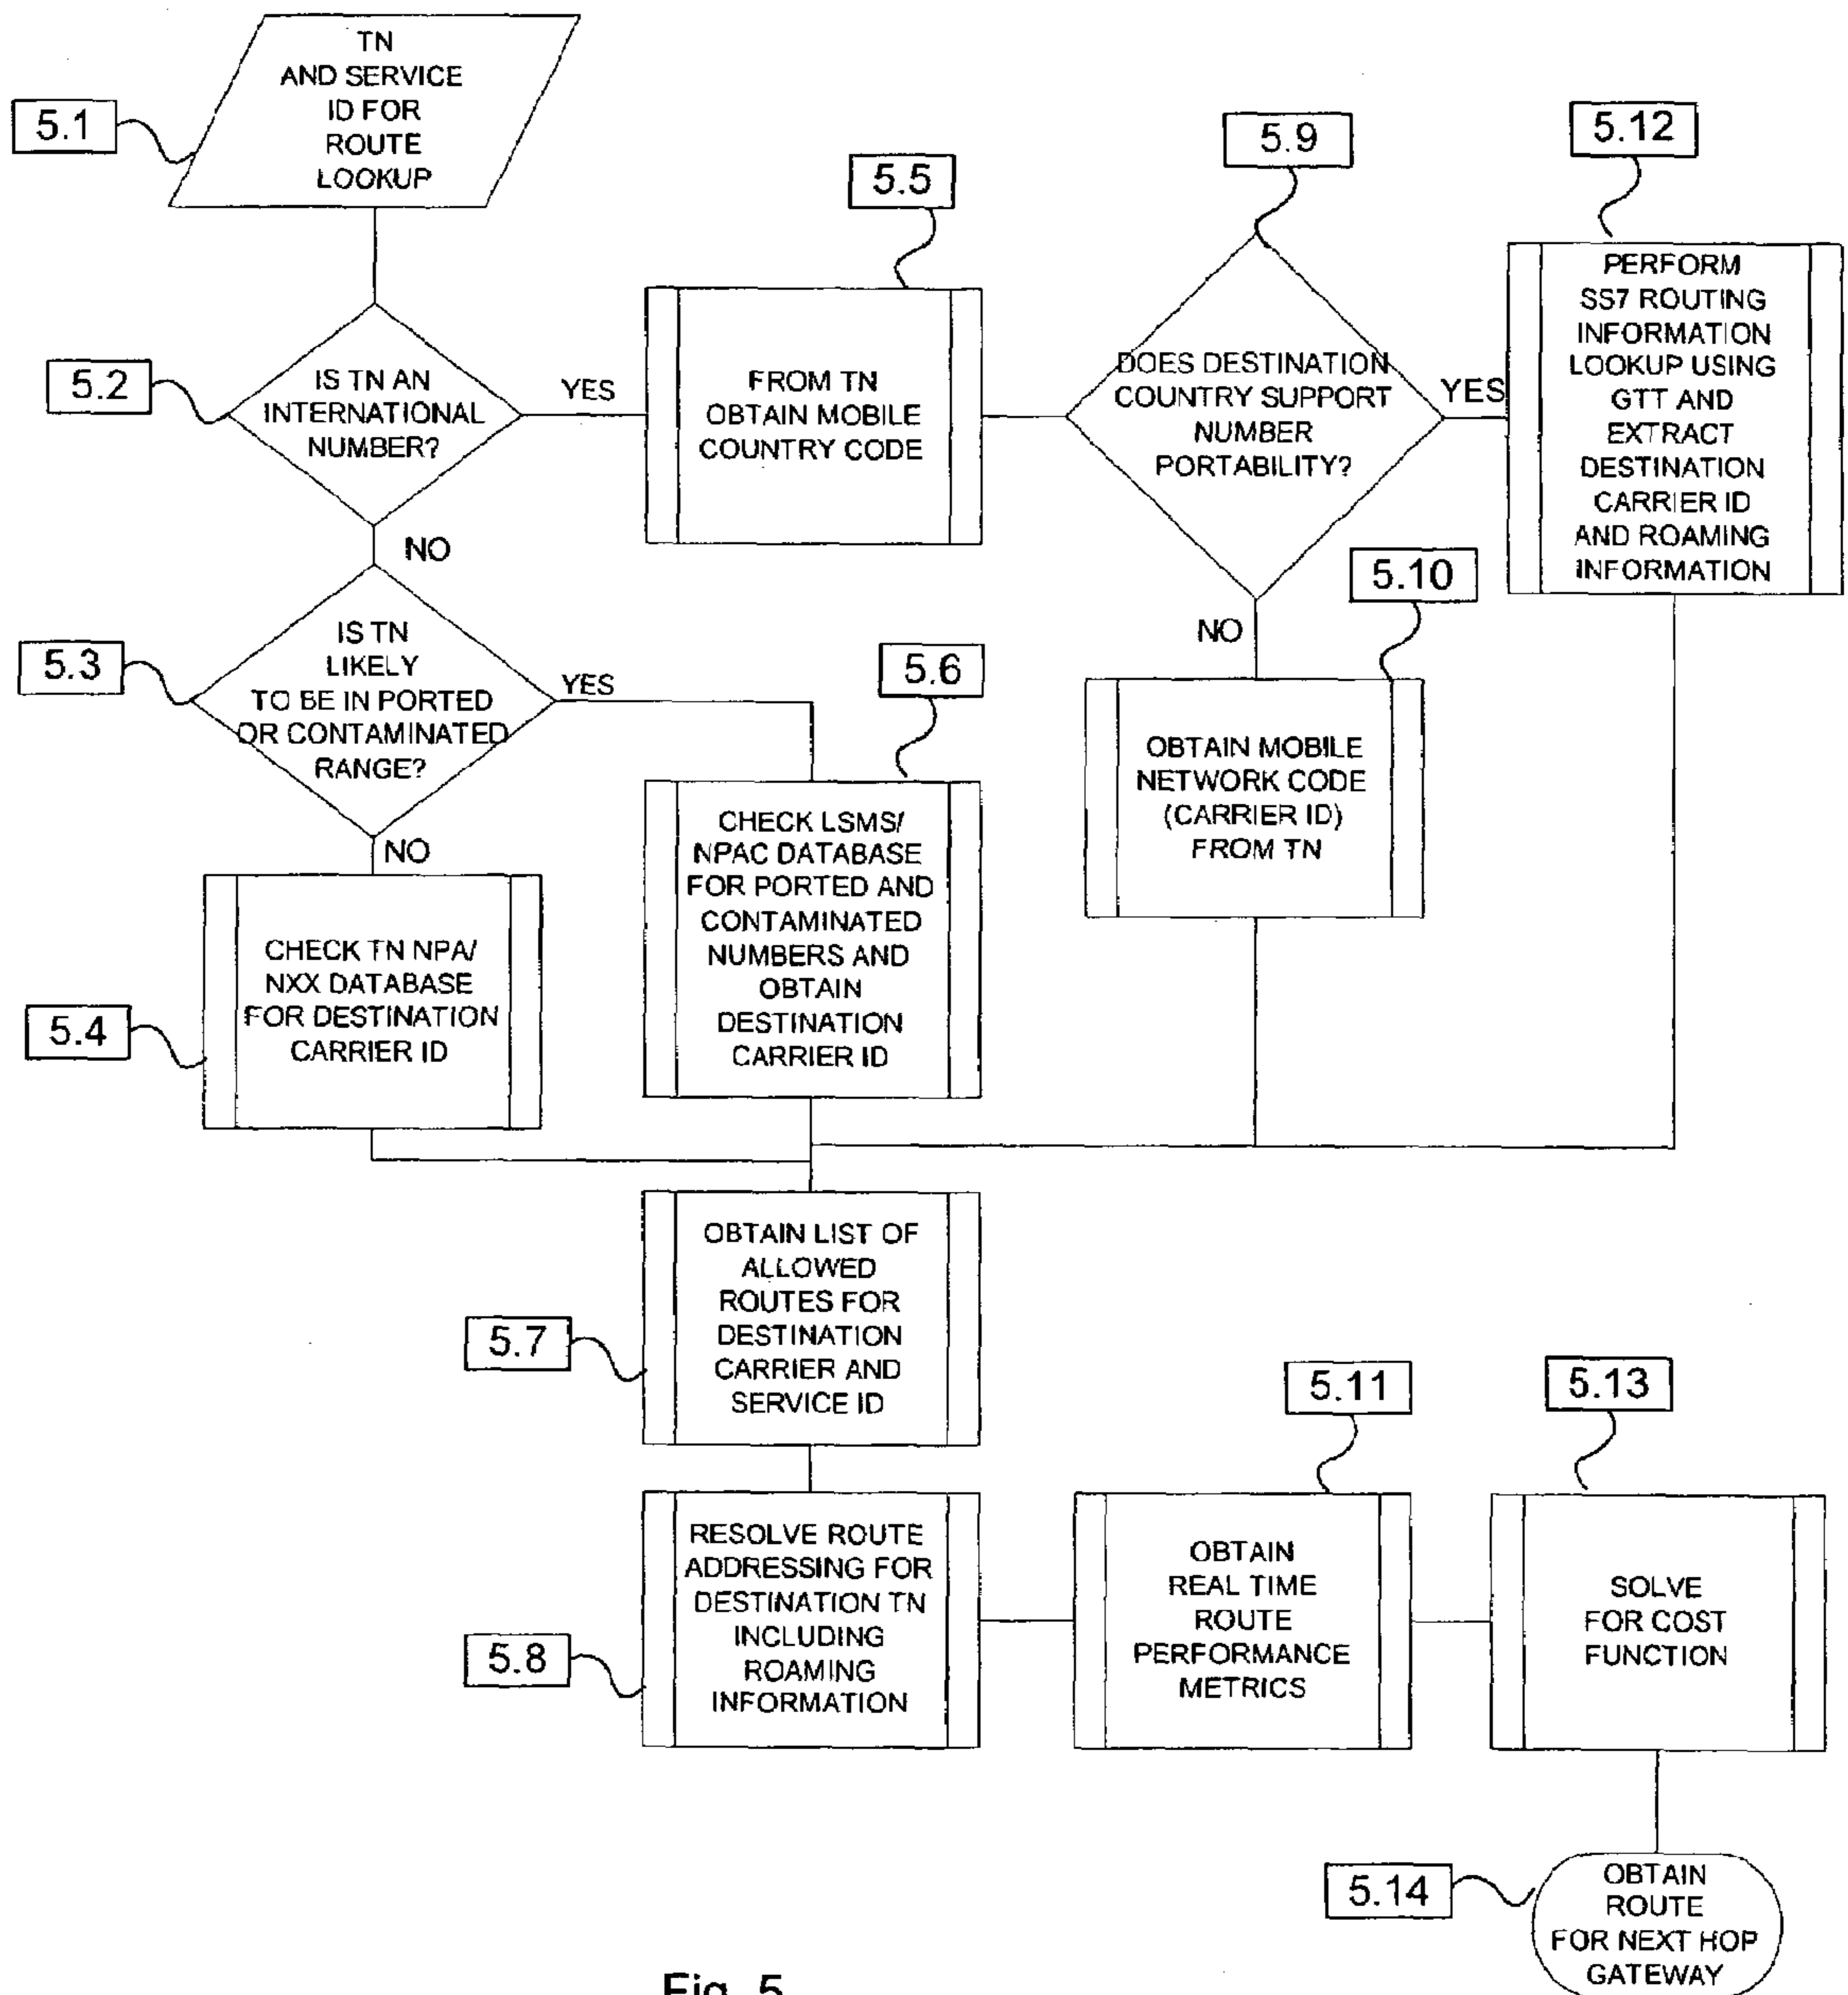 TN
AND SERVICE
ID FOR
ROUTE
LOOKUP
5.1
5.2
IS TN AN
INTERNATIONAL
NUMBER?
YES
NO
5.5
FROM TN
OBTAIN MOBILE
COUNTRY CODE
5.9
DOES DESTINATION
COUNTRY SUPPORT
NUMBER
PORTABILITY?
YES
NO
5.12
PERFORM
SS7 ROUTING
INFORMATION
LOOKUP USING
GTT AND
EXTRACT
DESTINATION
CARRIER ID
AND ROAMING
INFORMATION
5.3
IS TN
LIKELY
TO BE IN PORTED
OR CONTAMINATED
RANGE?
YES
NO
5.6
CHECK LSMS/
NPAC DATABASE
FOR PORTED AND
CONTAMINATED
NUMBERS AND
OBTAIN
DESTINATION
CARRIER ID
5.10
OBTAIN MOBILE
NETWORK CODE
(CARRIER ID)
FROM TN
5.4
CHECK TN NPA/
NXX DATABASE
FOR DESTINATION
CARRIER ID
5.7
OBTAIN LIST OF
ALLOWED
ROUTES FOR
DESTINATION
CARRIER AND
SERVICE ID
5.8
RESOLVE ROUTE
ADDRESSING FOR
DESTINATION TN
INCLUDING
ROAMING
INFORMATION
5.11
OBTAIN
REAL TIME
ROUTE
PERFORMANCE
METRICS
5.13
SOLVE
FOR COST
FUNCTION
5.14
OBTAIN
ROUTE
FOR NEXT HOP
GATEWAY
Fig. 5